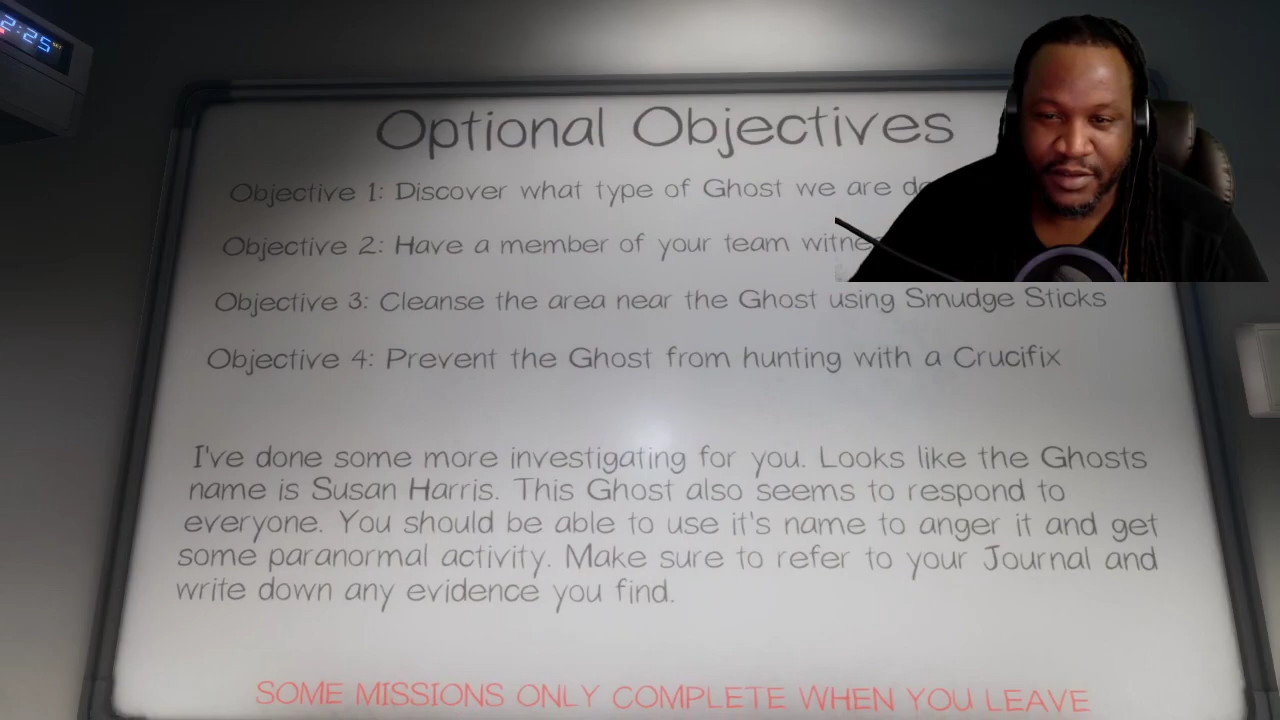 2:25
Optional Objectives
Objective 1: Discover what type of Ghost we are
Objective 2: Have a member of your team
Objective 3: Cleanse the area near the Ghost using Smudge Sticks
Objective 4: Prevent the Ghost from hunting with a Crucifix
I've done some more investigating for you. Looks like the Ghosts
name is Susan Harris. This Ghost also seems to respond to
everyone. You should be able to use it's name to anger it and get
some paranormal activity. Make sure to refer to your Journal and
write down any evidence you find.
SOME MISSIONS ONLY COMPLETE WHEN YOU LEAVE